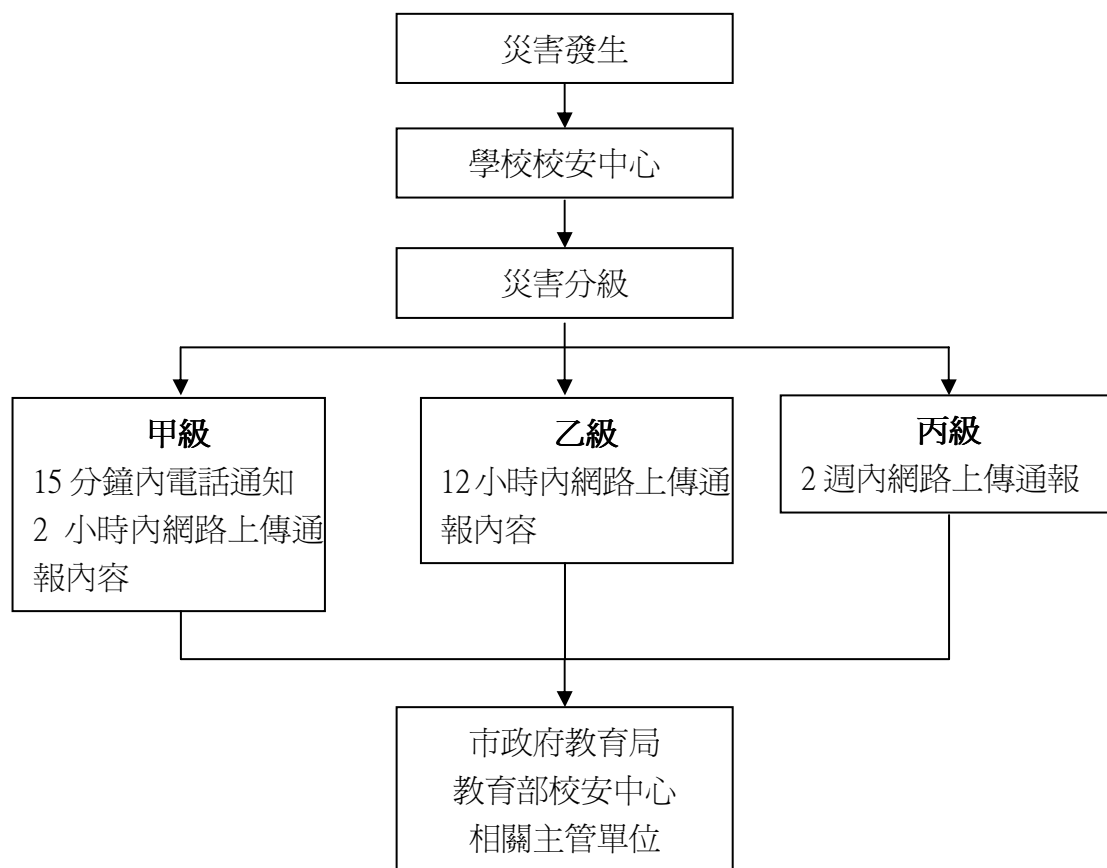 災害發生
學校校安中心
災害分級
甲級
15 分鐘內電話通知
2 小時內網路上傳通
報內容
乙級
12小時內網路上傳通
報內容
丙級
2 週內網路上傳通報
市政府教育局
教育部校安中心
相關主管單位